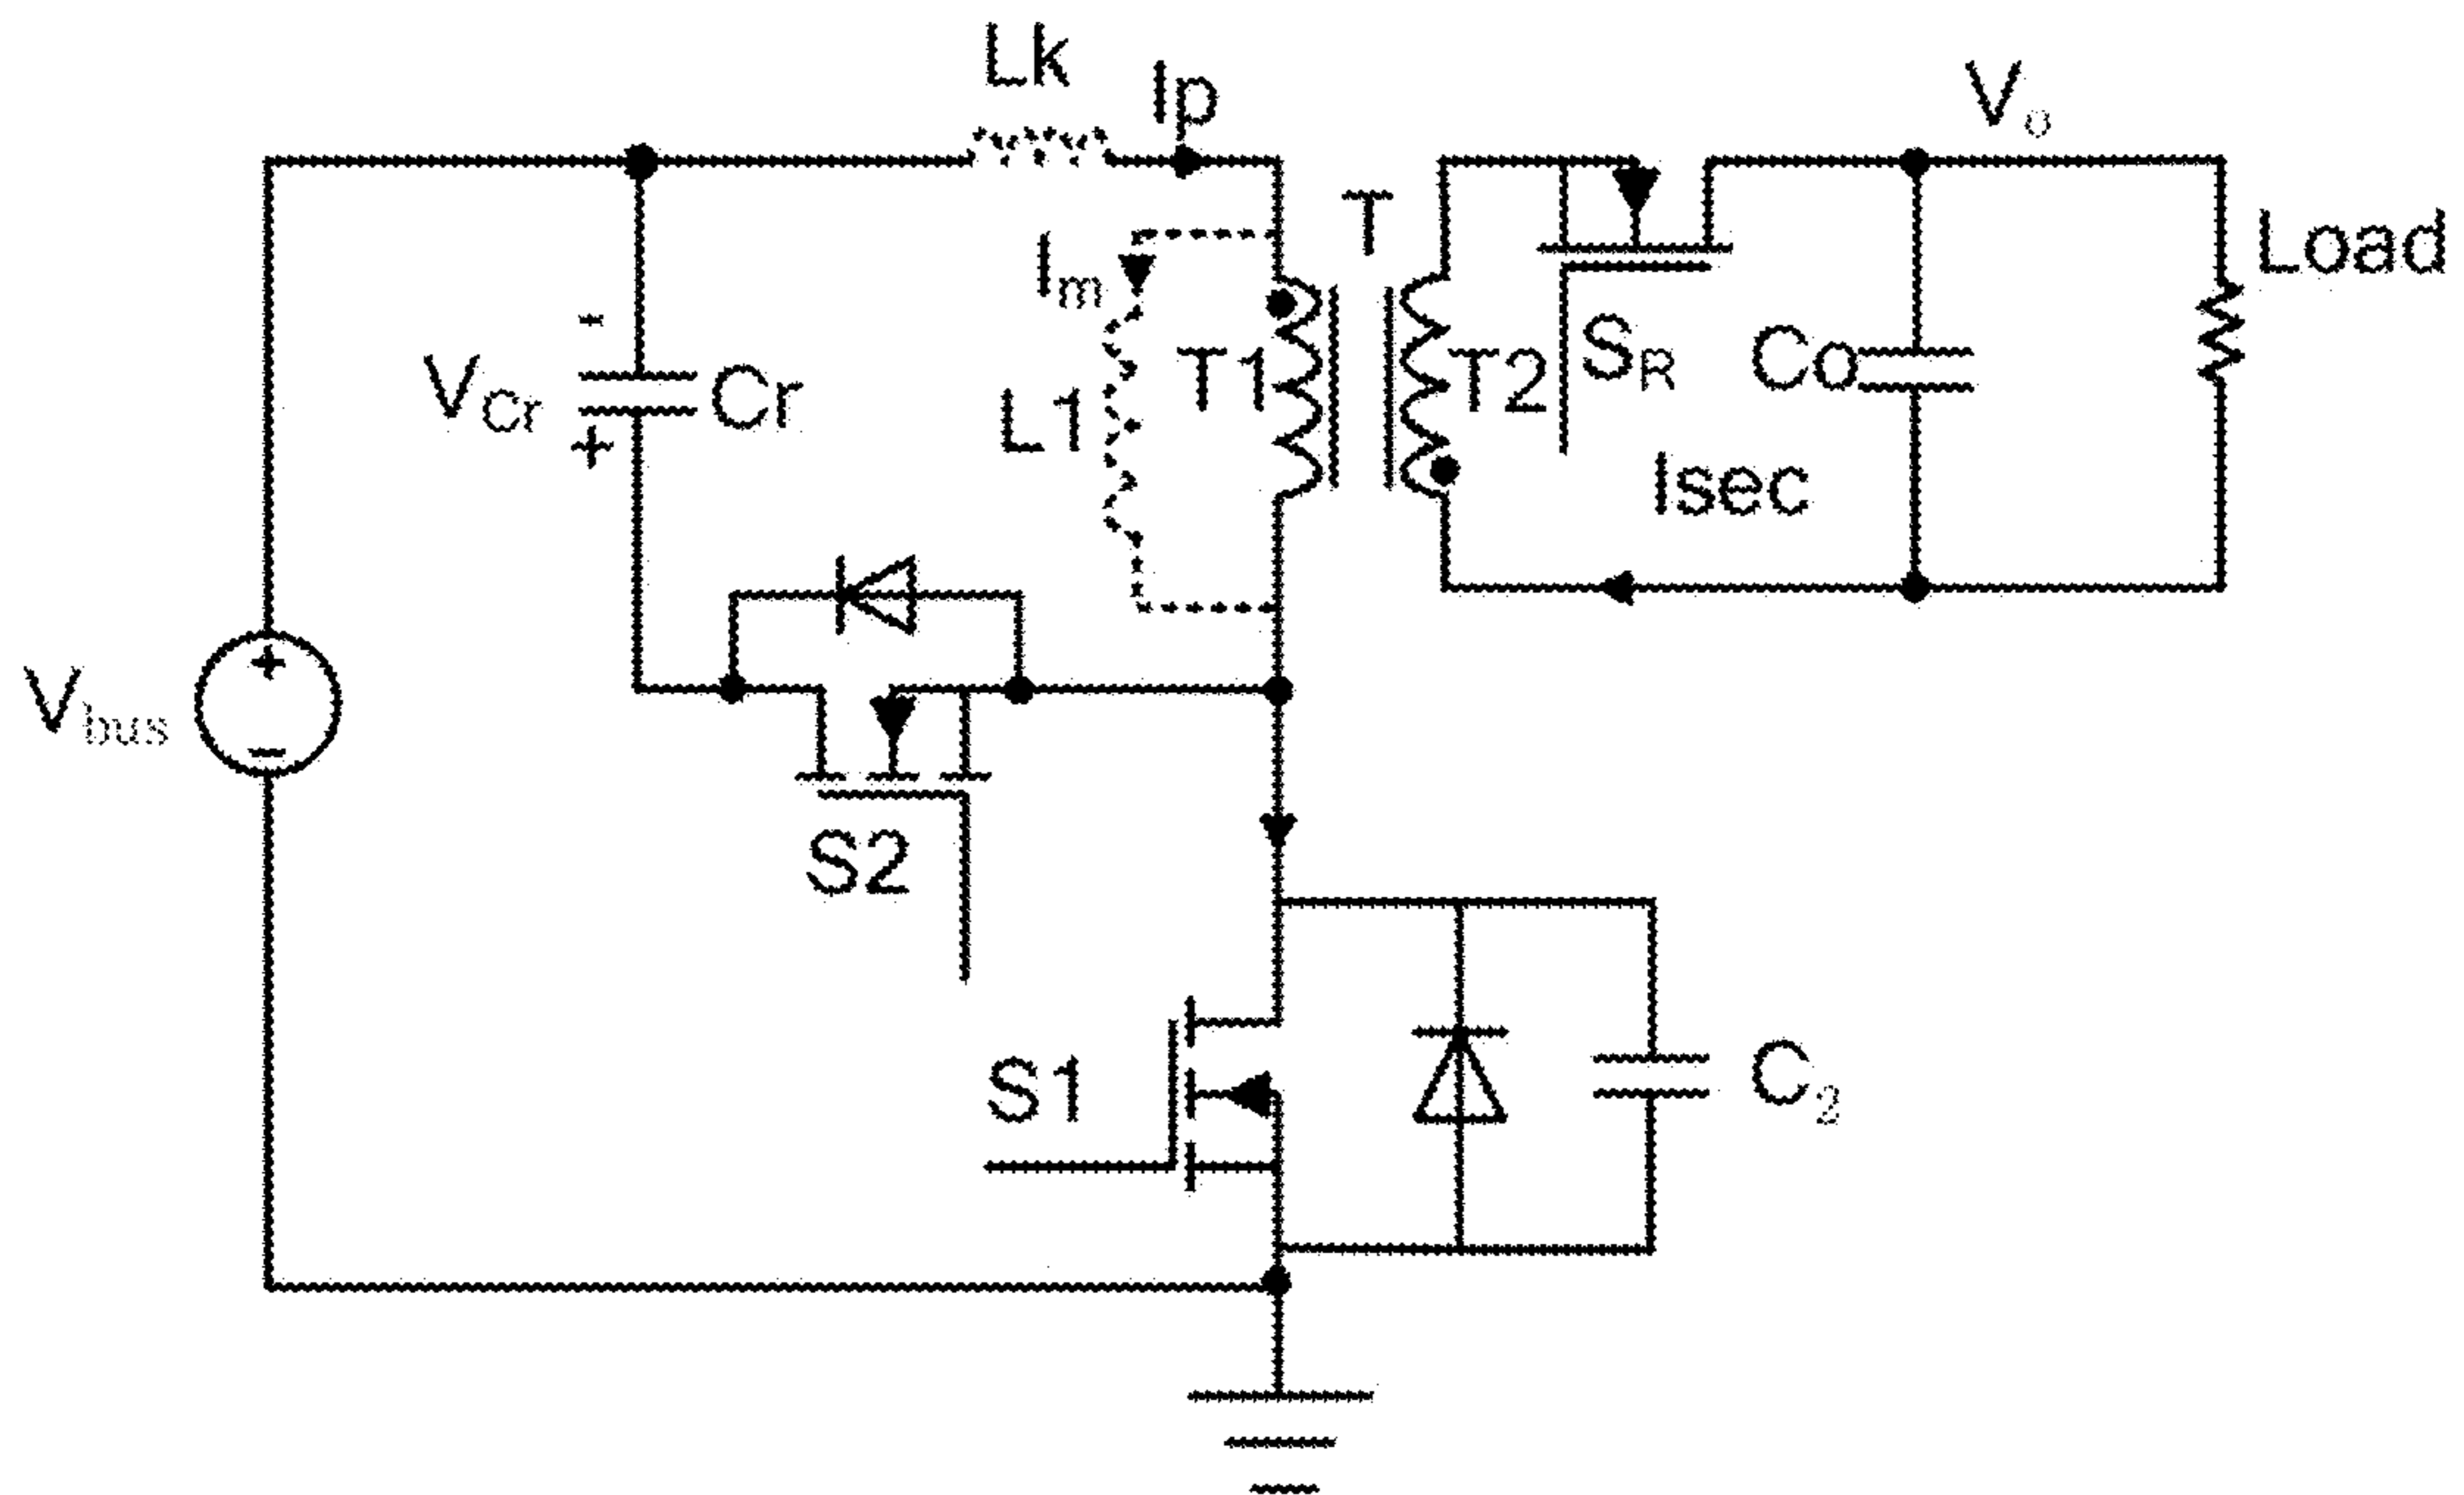 Lk
Ip
Vo
T
Load
Im
-
VCr
Cr
+
L1
T1
T2
SR
Co
Isec
Vbus
+
-
S2
S1
C2